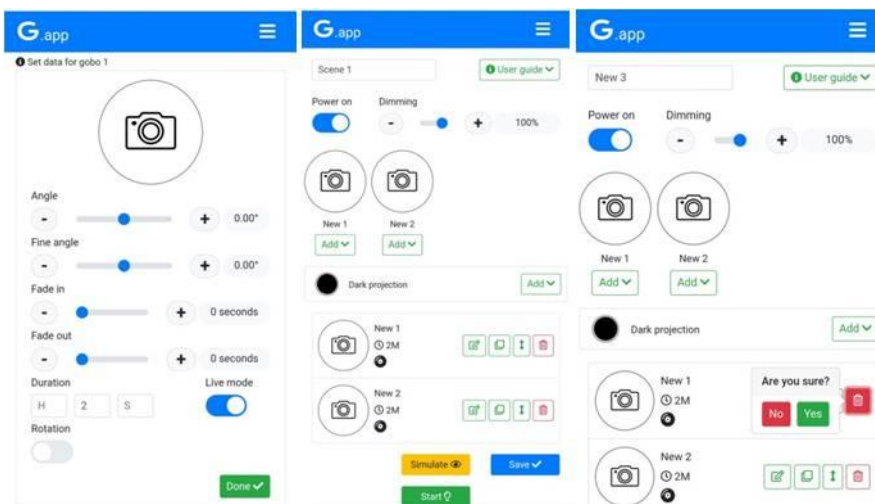 G.app
Set data for gobo 1
Angle
- + 0.00°
Fine angle
- + 0.00°
Fade in
- + 0 seconds
Fade out
- + 0 seconds
Duration Live mode
H 2 S
Rotation
Done
G.app
Scene 1 User guide
Power on Dimming
- + 100%
New 1 New 2
Add Add
Dark projection Add
New 1
2M
New 2
2M
Simulate Save
Start
G.app
New 3 User guide
Power on Dimming
- + 100%
New 1 New 2
Add Add
Dark projection Add
New 1 Are you sure?
2M
No Yes
New 2
2M